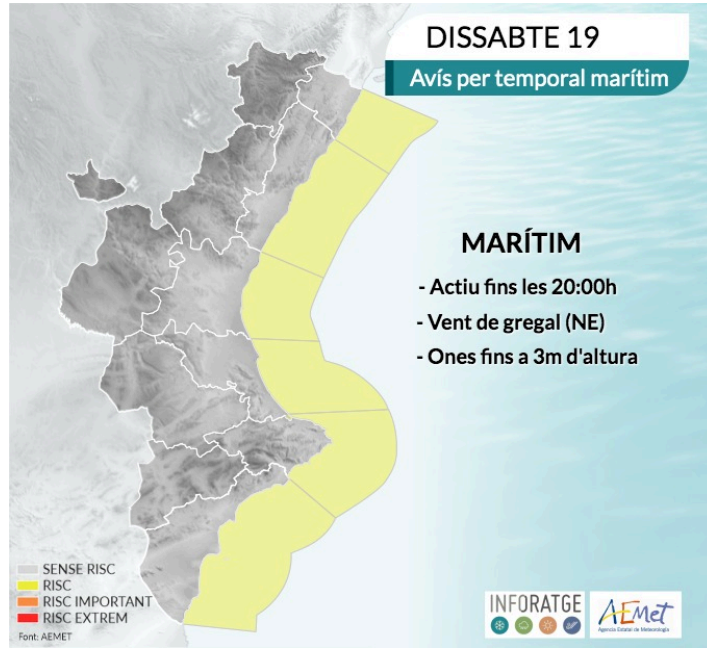 DISSABTE 19
Avís per temporal marítim
MARÍTIM
- Actiu fins les 20:00h
- Vent de gregal (NE)
- Ones fins a 3m d'altura
SENSE RISC
RISC
RISC IMPORTANT
RISC EXTREM
Font: AEMET
INFORATGE
AEMet
Agencia Estatal de Meteorología